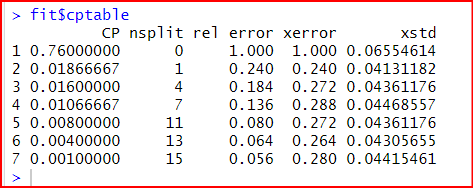 > fit$cptable
CP nsplit rel error xerror xstd
1 0.76000000 0 1.000 1.000 0.06554614
2 0.01866667 1 0.240 0.240 0.04131182
3 0.01600000 4 0.184 0.272 0.04361176
4 0.01066667 7 0.136 0.288 0.04468557
5 0.00800000 11 0.080 0.272 0.04361176
6 0.00400000 13 0.064 0.264 0.04305655
7 0.00100000 15 0.056 0.280 0.04415461
>